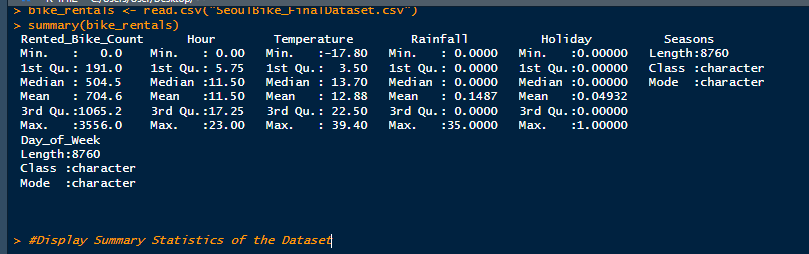 > bike_rentals <- read.csv("SeoulBike_FinalDataset.csv")
> summary(bike_rentals)
Rented_Bike_Count Hour Temperature Rainfall Holiday Seasons
Min. : 0.0 Min. : 0.00 Min. :-17.80 Min. : 0.0000 Min. :0.00000 Length:8760
1st Qu.: 191.0 1st Qu.: 5.75 1st Qu.: 3.50 1st Qu.: 0.0000 1st Qu.:0.00000 Class :character
Median : 504.5 Median :11.50 Median : 13.70 Median : 0.0000 Median :0.00000 Mode :character
Mean : 704.6 Mean :11.50 Mean : 12.88 Mean : 0.1487 Mean :0.04932
3rd Qu.:1065.2 3rd Qu.:17.25 3rd Qu.: 22.50 3rd Qu.: 0.0000 3rd Qu.:0.00000
Max. :3556.0 Max. :23.00 Max. : 39.40 Max. :35.0000 Max. :1.00000
Day_of_Week
Length:8760
Class :character
Mode :character
> #Display Summary Statistics of the Dataset